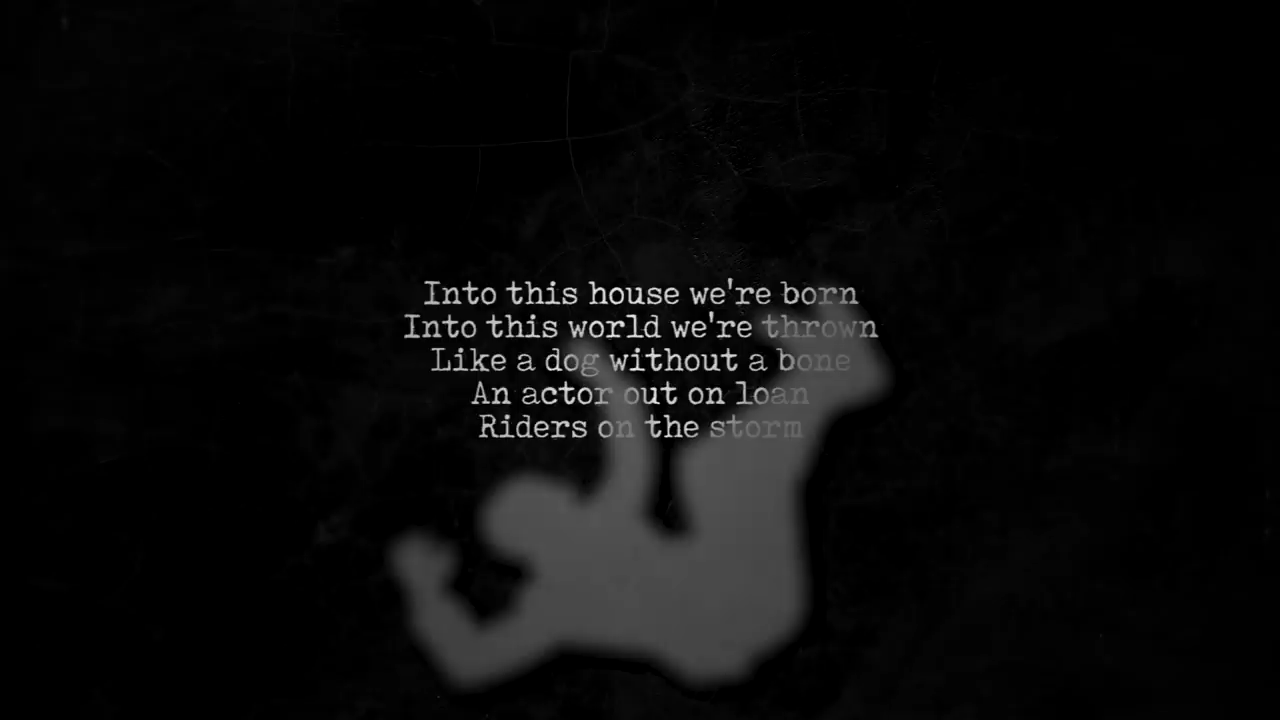 Into this house we're born
Into this world we're thrown
Like a dog without a bone
An actor out on loan
Riders on the storm